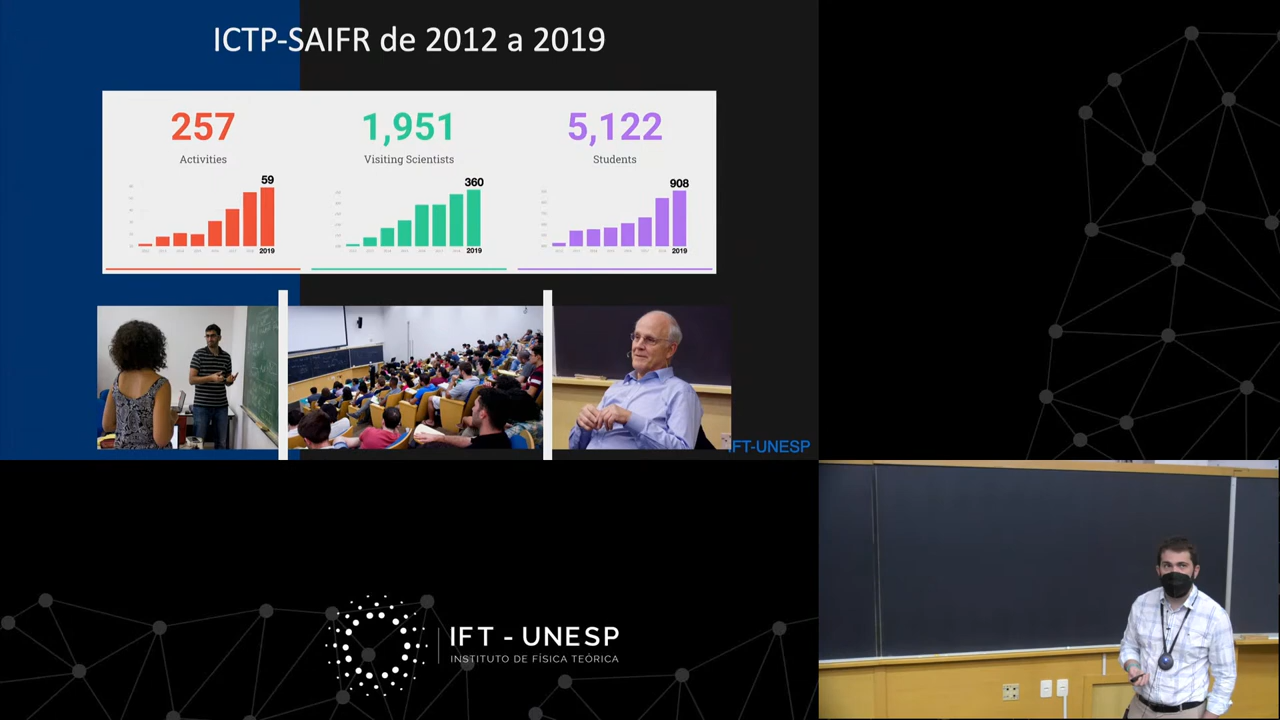 ICTP-SAIFR de 2012 a 2019
257
Activities
59
2019
1,951
Visiting Scientists
360
2019
5,122
Students
908
2019
IFT-UNESP
IFT - UNESP
INSTITUTO DE FÍSICA TEÓRICA